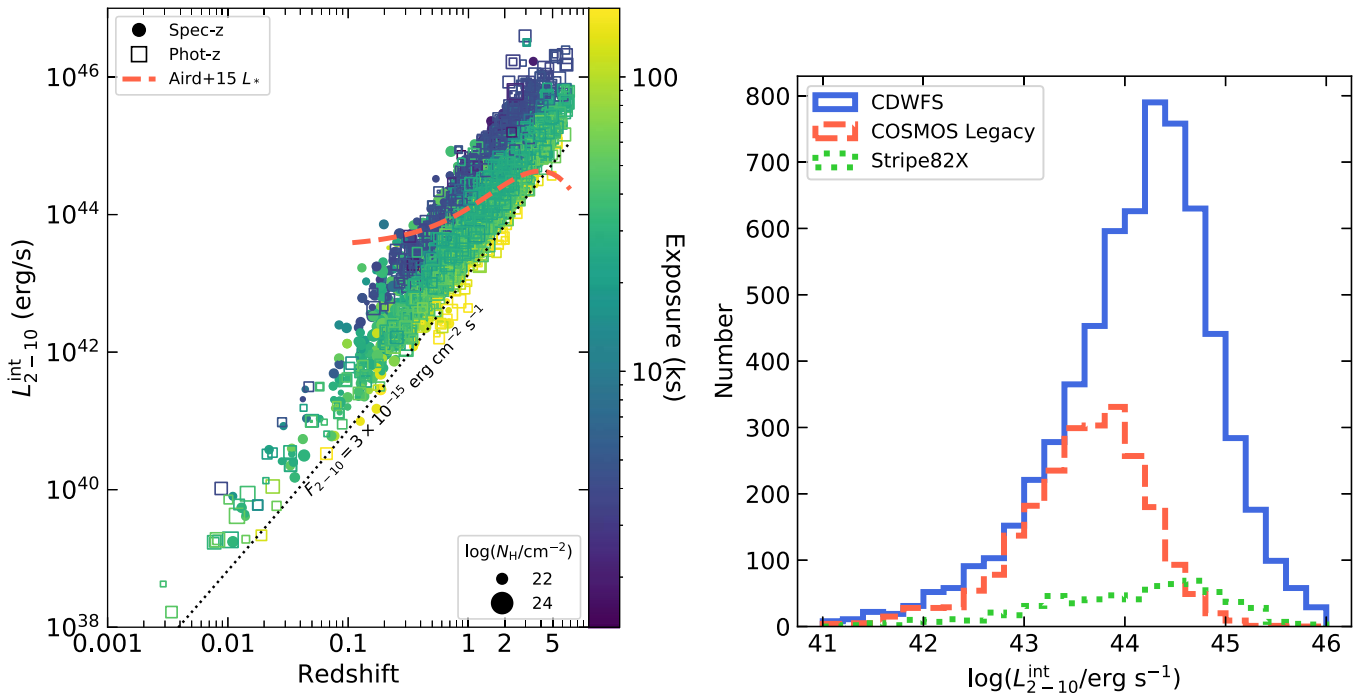 Spec-z
Phot-z
Aird+15 L*
10^46
10^44
10^42
10^40
10^38
L^int_2−10 (erg/s)
F_2−10 = 3 × 10^−15 erg cm^−2 s^−1
log(N_H/cm^−2)
22
24
0.001 0.01 0.1 1 2 5
Redshift
100
10
Exposure (ks)
CDWFS
COSMOS Legacy
Stripe82X
800
700
600
500
400
300
200
100
0
Number
41 42 43 44 45 46
log(L^int_2−10/erg s^−1)